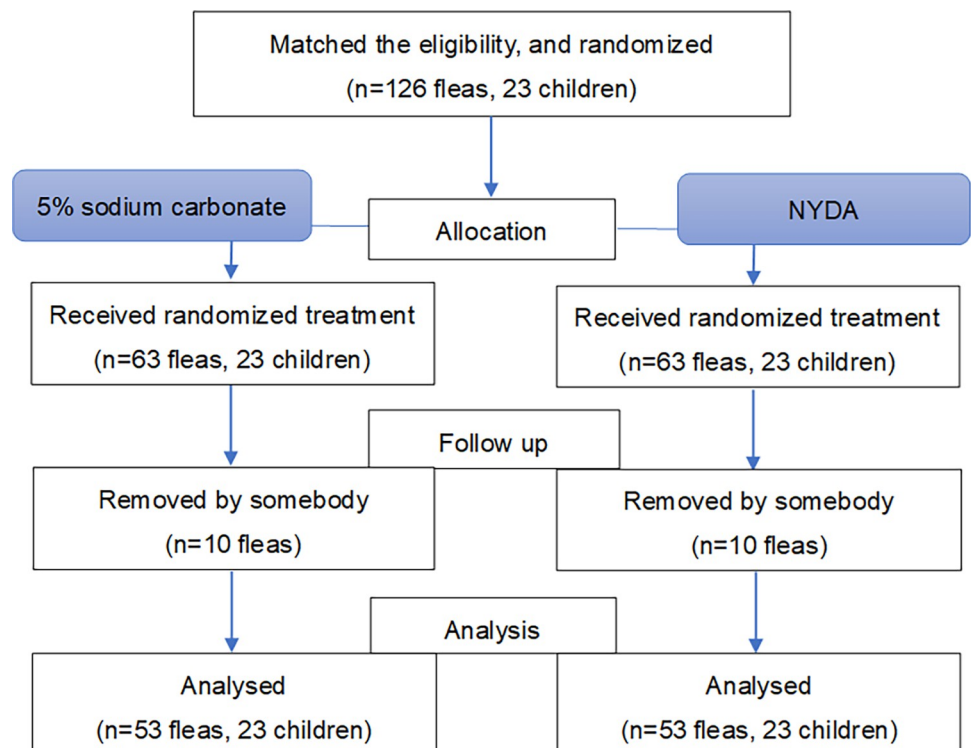 Matched the eligibility, and randomized
(n=126 fleas, 23 children)
5% sodium carbonate
NYDA
Allocation
Received randomized treatment
(n=63 fleas, 23 children)
Received randomized treatment
(n=63 fleas, 23 children)
Follow up
Removed by somebody
(n=10 fleas)
Removed by somebody
(n=10 fleas)
Analysis
Analysed
(n=53 fleas, 23 children)
Analysed
(n=53 fleas, 23 children)